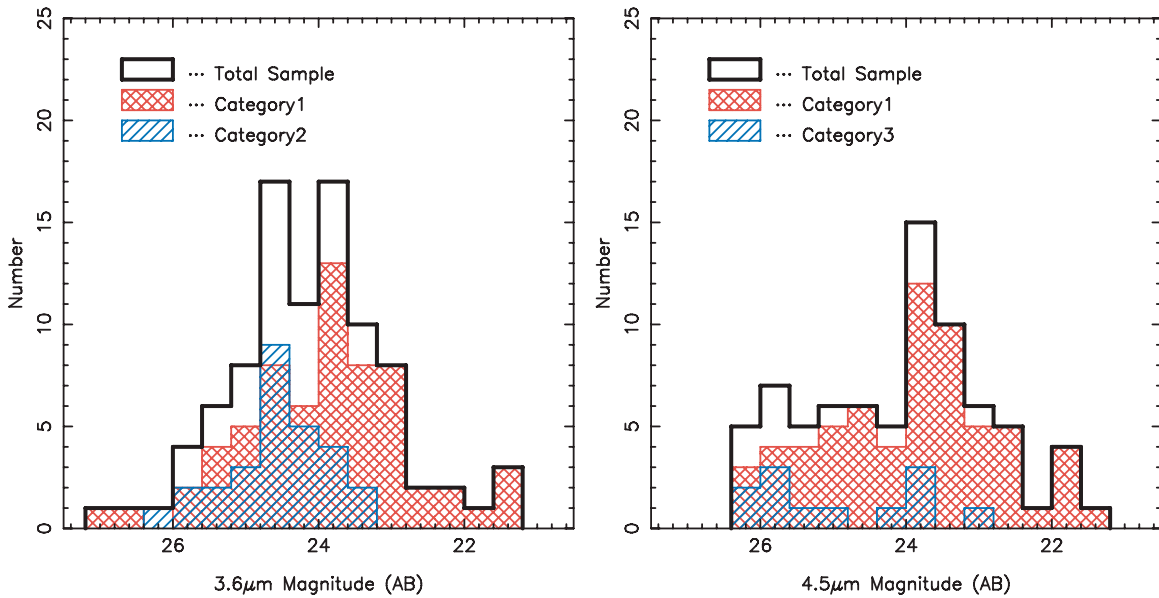 25
20
15
10
5
0
Number
··· Total Sample
··· Category1
··· Category2
26 24 22
3.6μm Magnitude (AB)
25
20
15
10
5
0
Number
··· Total Sample
··· Category1
··· Category3
26 24 22
4.5μm Magnitude (AB)